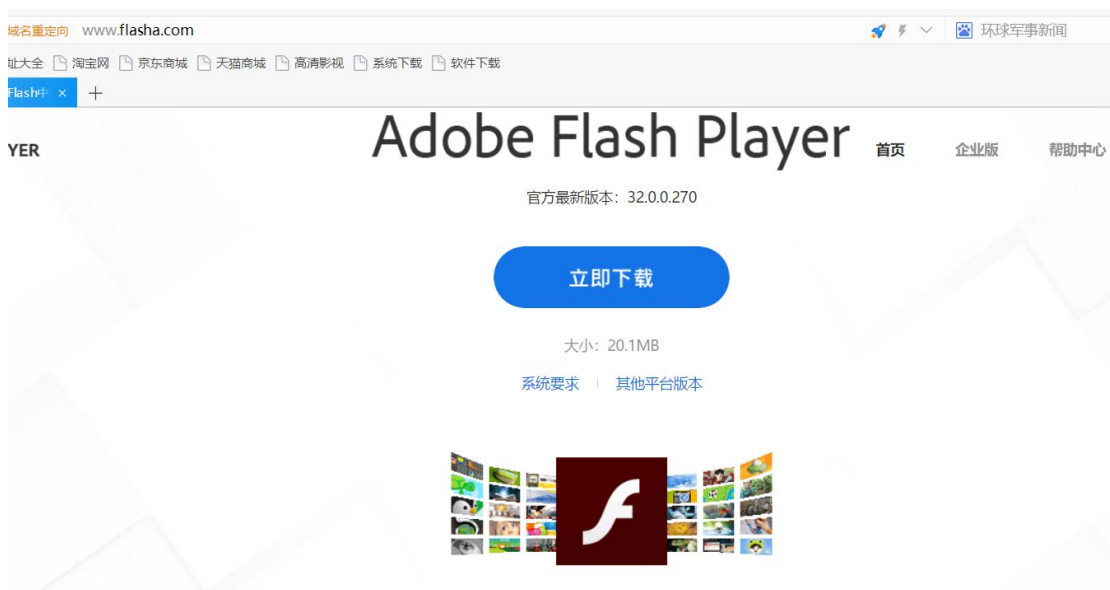 域名重定向 www.flasha.com 环球军事新闻
址大全 淘宝网 京东商城 天猫商城 高清影视 系统下载 软件下载
Flash中
YER Adobe Flash Player 首页 企业版 帮助中心
官方最新版本：32.0.0.270
立即下载
大小：20.1MB
系统要求 其他平台版本